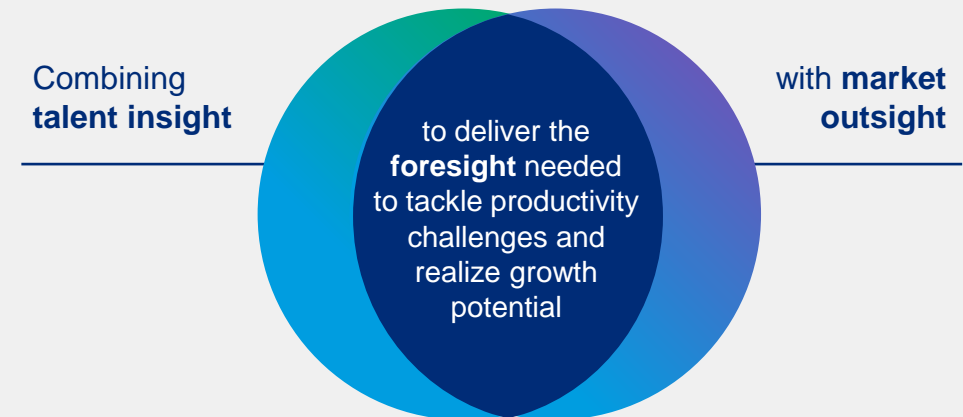 Combining
talent insight
to deliver the
foresight needed
to tackle productivity
challenges and
realize growth
potential
with market
outsight